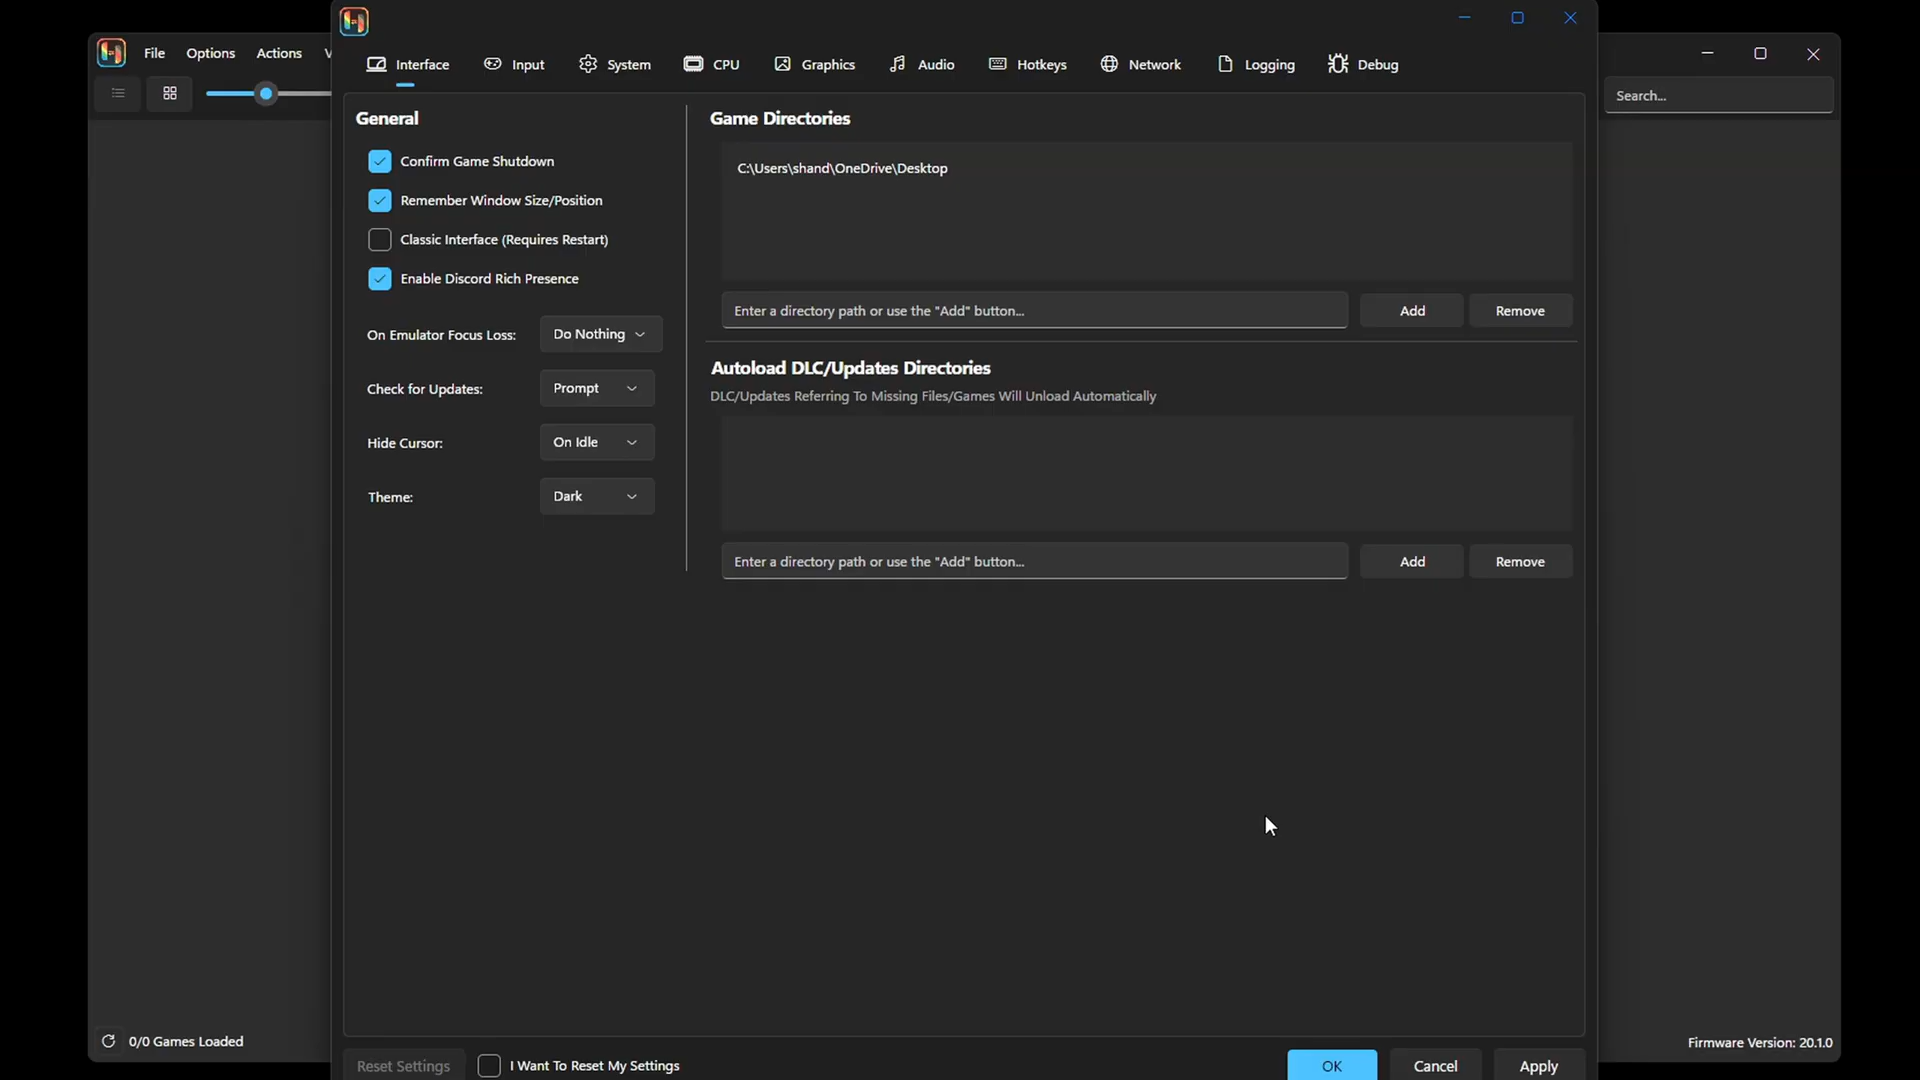 File Options Actions
Search...
Interface Input System CPU Graphics Audio Hotkeys Network Logging Debug
General
Confirm Game Shutdown
Remember Window Size/Position
Classic Interface (Requires Restart)
Enable Discord Rich Presence
On Emulator Focus Loss: Do Nothing
Check for Updates: Prompt
Hide Cursor: On Idle
Theme: Dark
Game Directories
C:\Users\shand\OneDrive\Desktop
Enter a directory path or use the "Add" button... Add Remove
Autoload DLC/Updates Directories
DLC/Updates Referring To Missing Files/Games Will Unload Automatically
Enter a directory path or use the "Add" button... Add Remove
0/0 Games Loaded
Firmware Version: 20.1.0
Reset Settings I Want To Reset My Settings OK Cancel Apply